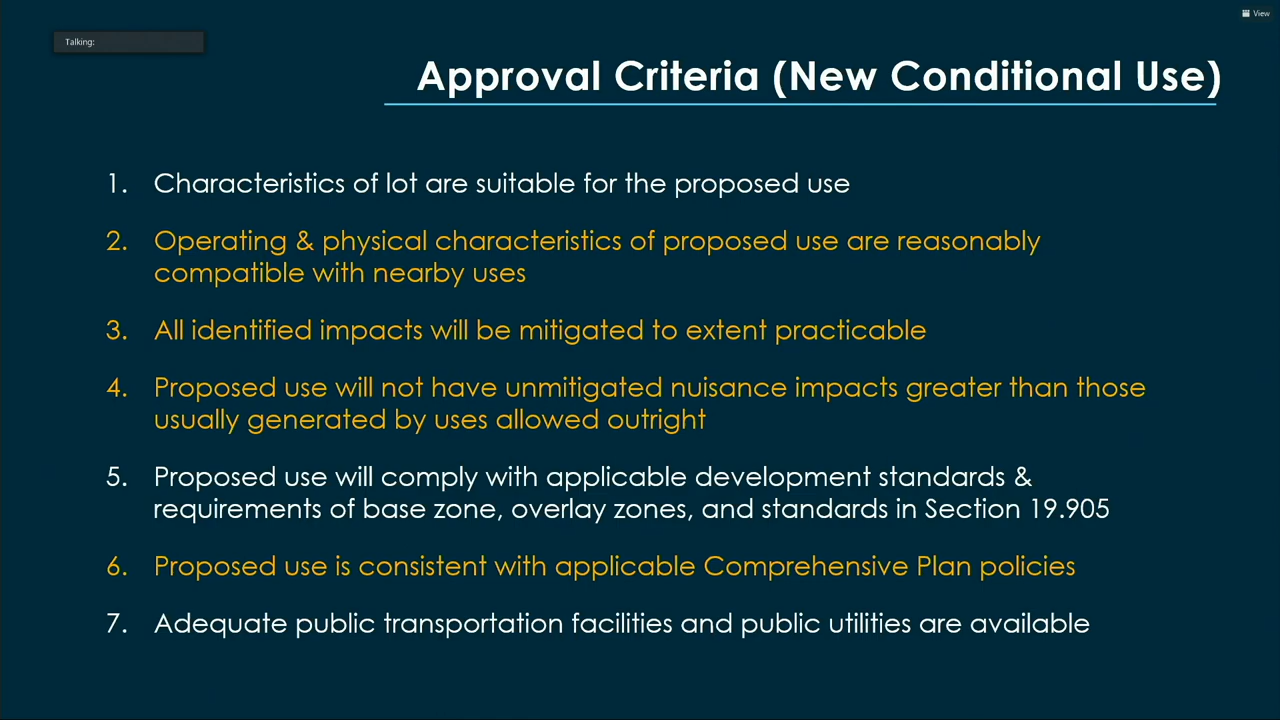 View
Talking:
Approval Criteria (New Conditional Use)
1. Characteristics of lot are suitable for the proposed use
2. Operating & physical characteristics of proposed use are reasonably
compatible with nearby uses
3. All identified impacts will be mitigated to extent practicable
4. Proposed use will not have unmitigated nuisance impacts greater than those
usually generated by uses allowed outright
5. Proposed use will comply with applicable development standards &
requirements of base zone, overlay zones, and standards in Section 19.905
6. Proposed use is consistent with applicable Comprehensive Plan policies
7. Adequate public transportation facilities and public utilities are available